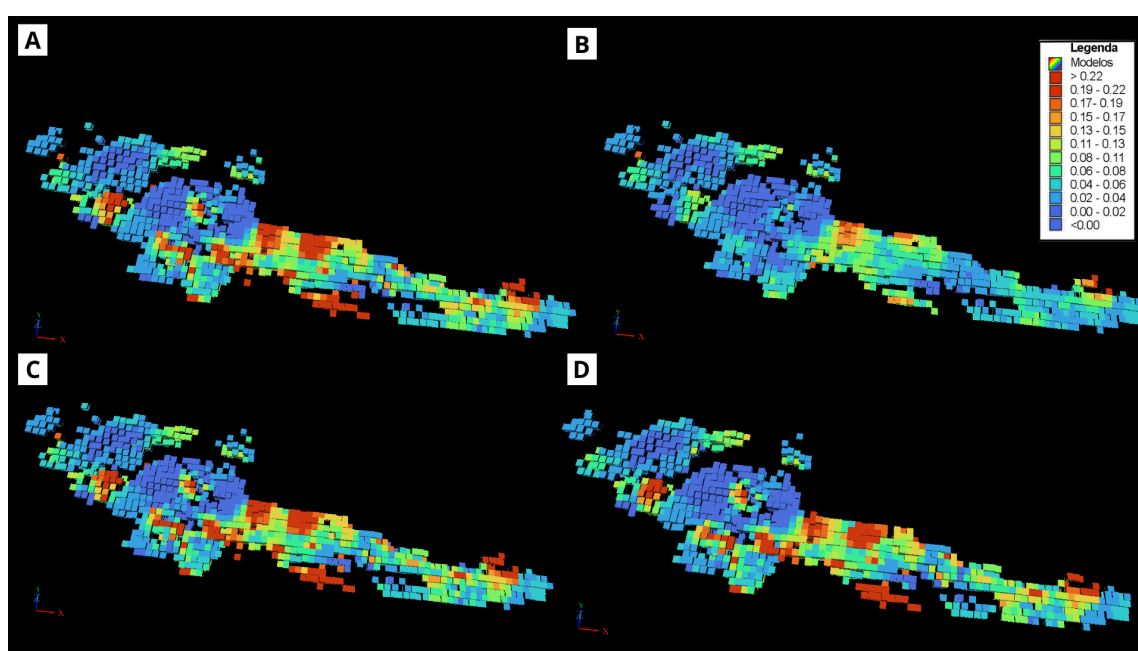 A
B
Legenda
Modelos
> 0.22
0.19 - 0.22
0.17- 0.19
0.15 - 0.17
0.13 - 0.15
0.11 - 0.13
0.08 - 0.11
0.06 - 0.08
0.04 - 0.06
0.02 - 0.04
0.00 - 0.02
<0.00
Y
Z
X
Y
Z
X
C
D
Y
Z
X
Y
Z
X